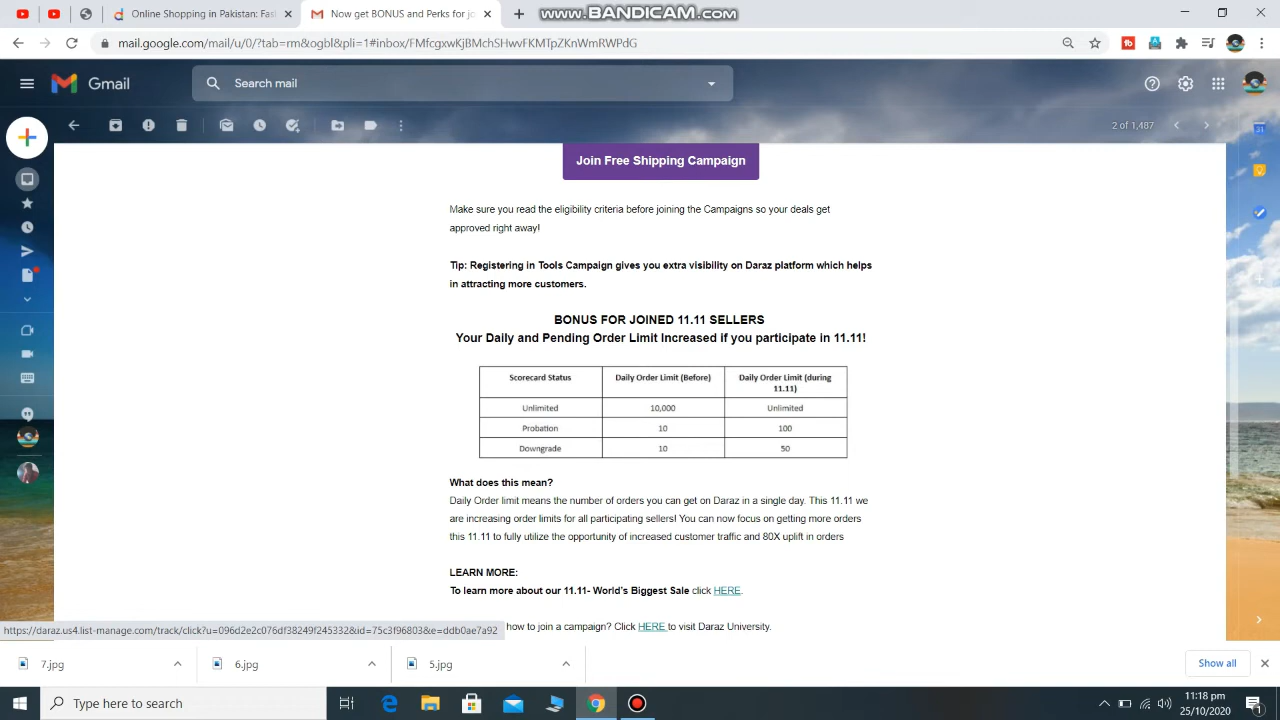 Online Shopping in Pakistan: Fas
Now get BONUS and Perks for jo
www.BANDICAM.com
mail.google.com/mail/u/0/?tab=rm&ogbl&pli=1#inbox/FMfcgxwKjBMchSHwvFKMTpZKnWmRWPdG
Gmail
Search mail
2 of 1,487
Join Free Shipping Campaign
Make sure you read the eligibility criteria before joining the Campaigns so your deals get
approved right away!
Tip: Registering in Tools Campaign gives you extra visibility on Daraz platform which helps
in attracting more customers.
BONUS FOR JOINED 11.11 SELLERS
Your Daily and Pending Order Limit Increased if you participate in 11.11!
Scorecard Status Daily Order Limit (Before) Daily Order Limit (during
11.11)
Unlimited 10,000 Unlimited
Probation 10 100
Downgrade 10 50
What does this mean?
Daily Order limit means the number of orders you can get on Daraz in a single day. This 11.11 we
are increasing order limits for all participating sellers! You can now focus on getting more orders
this 11.11 to fully utilize the opportunity of increased customer traffic and 80X uplift in orders
LEARN MORE:
To learn more about our 11.11- World's Biggest Sale click HERE.
how to join a campaign? Click HERE to visit Daraz University.
https://daraz.us4.list-manage.com/track/click?u=096d2e2c076df38249f245332&id=75c3f96803&e=ddb0ae7a92
7.jpg
6.jpg
5.jpg
Show all
Type here to search
11:18 pm
25/10/2020